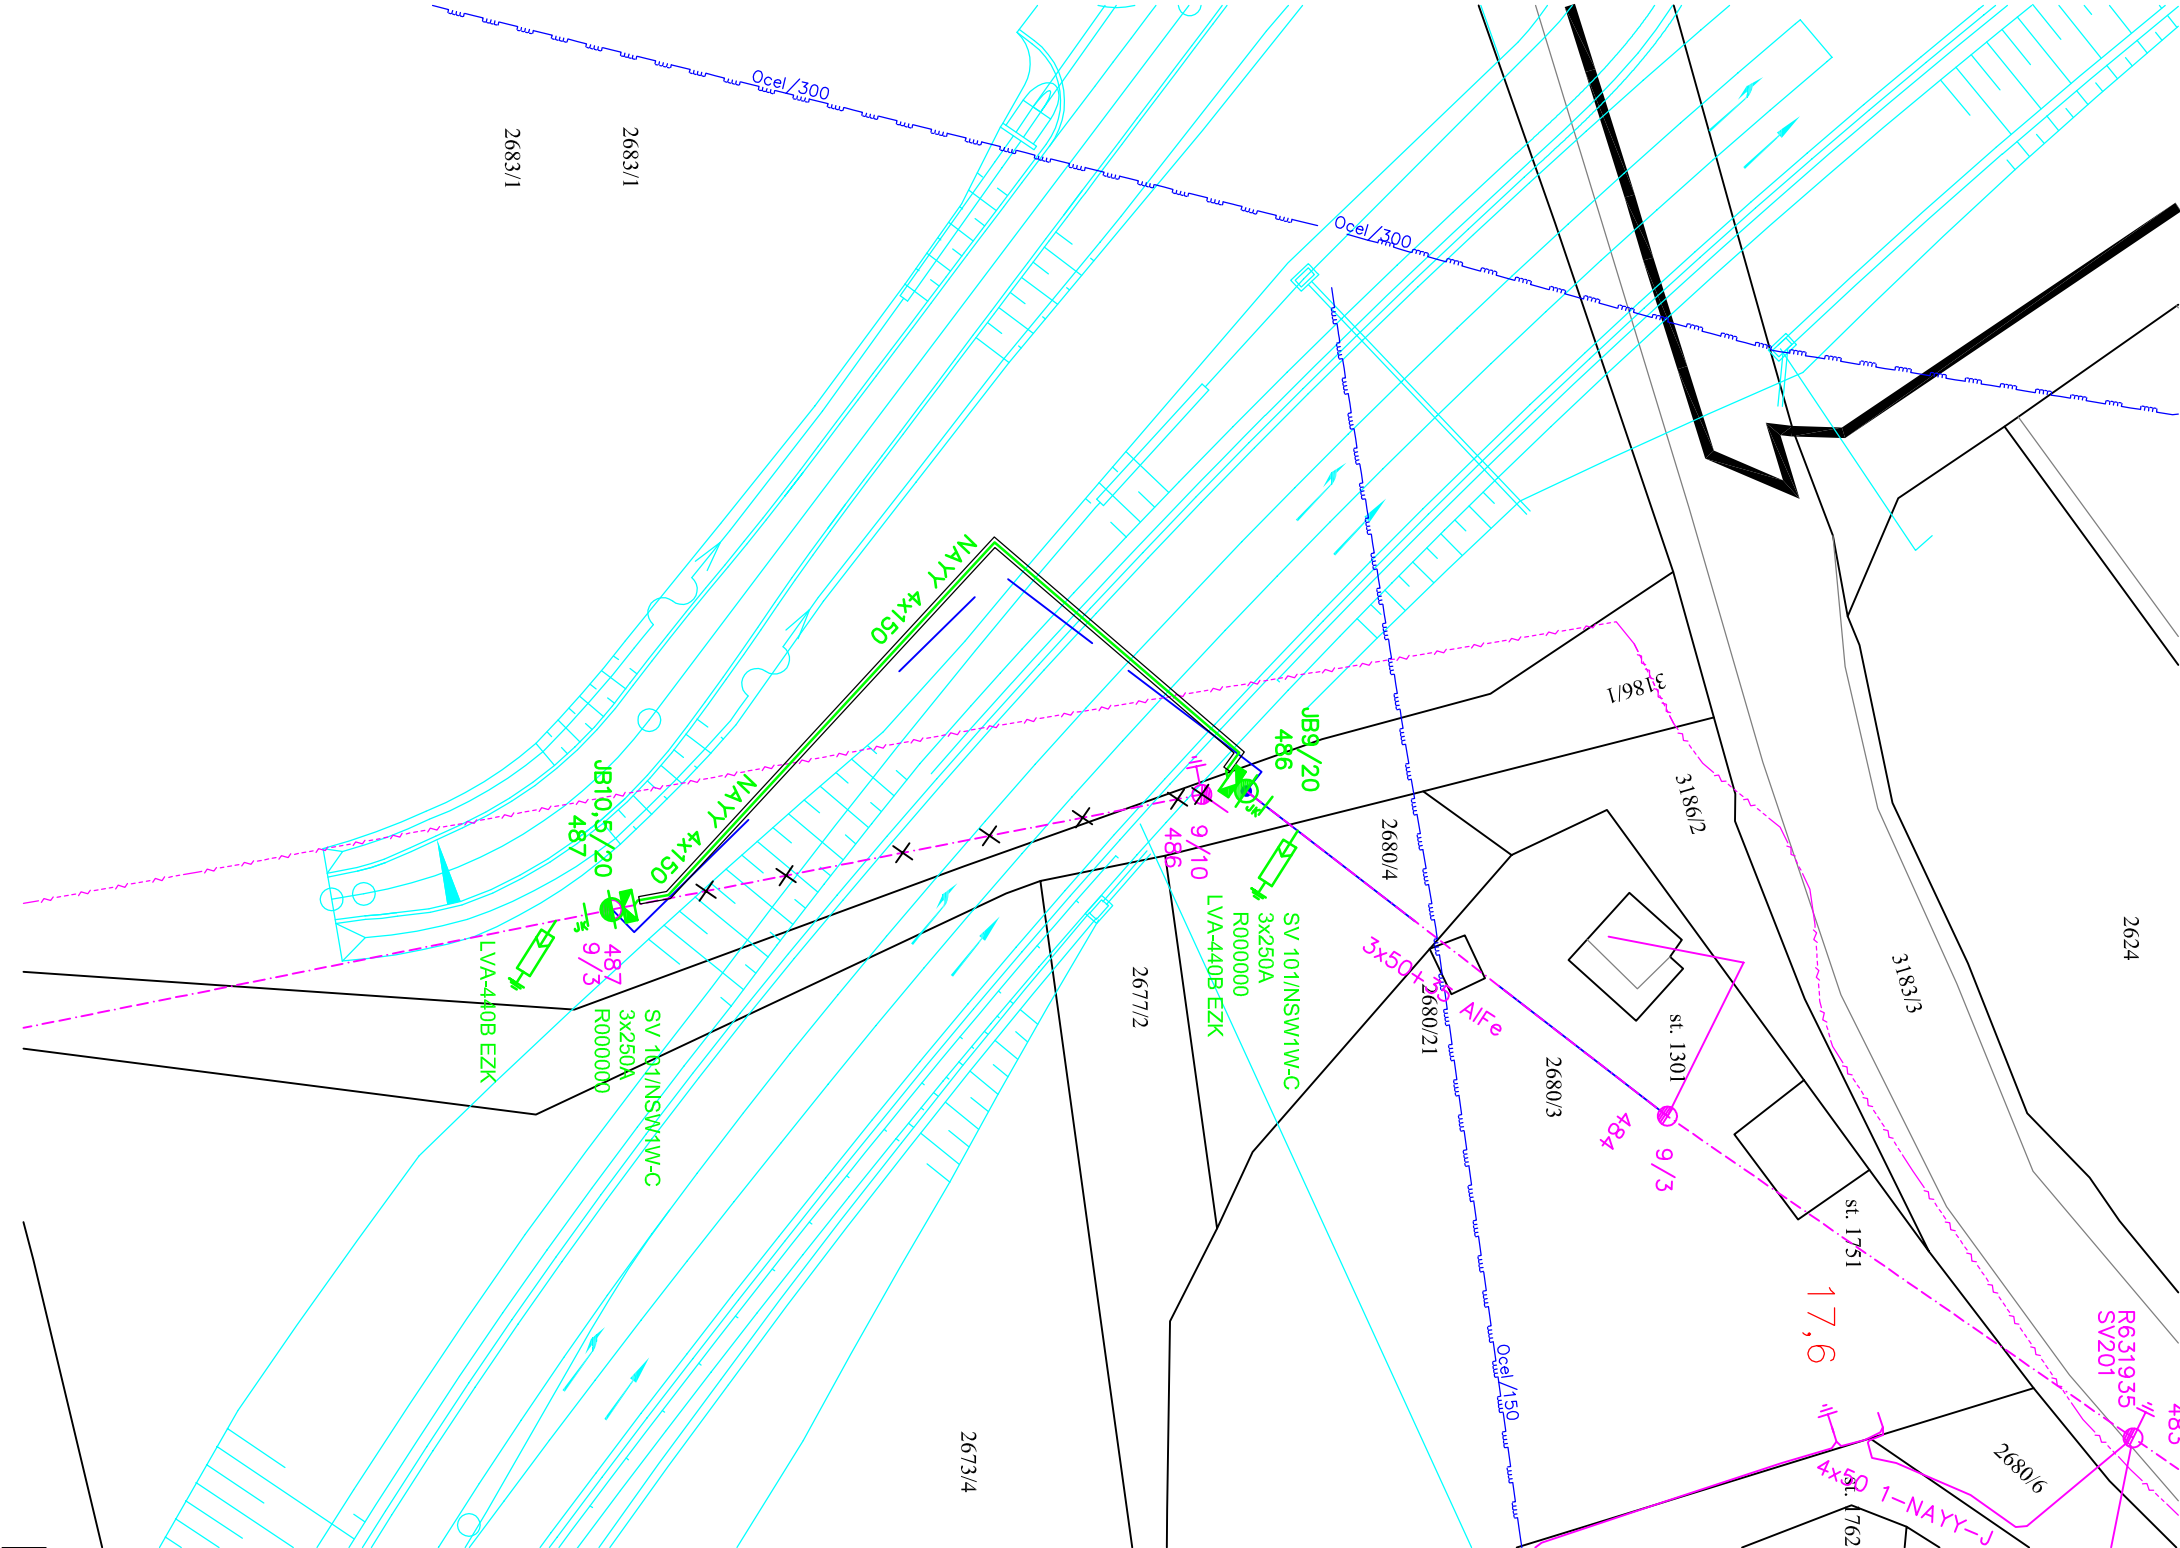 Ocel/300
2683/1
2683/1
Ocel/300
NAYY 4x150
NAYY 4x150
JB9/20
486
JB10,5/20
487
9/10
486
487
9/3
SV 101/NSW1W-C
3x250A
R000000
LVA-440B EZK
SV 101/NSW1W-C
3x250A
R000000
LVA-440B EZK
3186/1
3186/2
2680/4
3x50+35 AlFe
2680/21
2677/2
2680/3
st. 1301
484
9/3
3183/3
2624
st. 1751
17,6
R631935
SV201
483
Ocel/150
2673/4
2680/6
4x50 1-NAYY-J
st. 1762